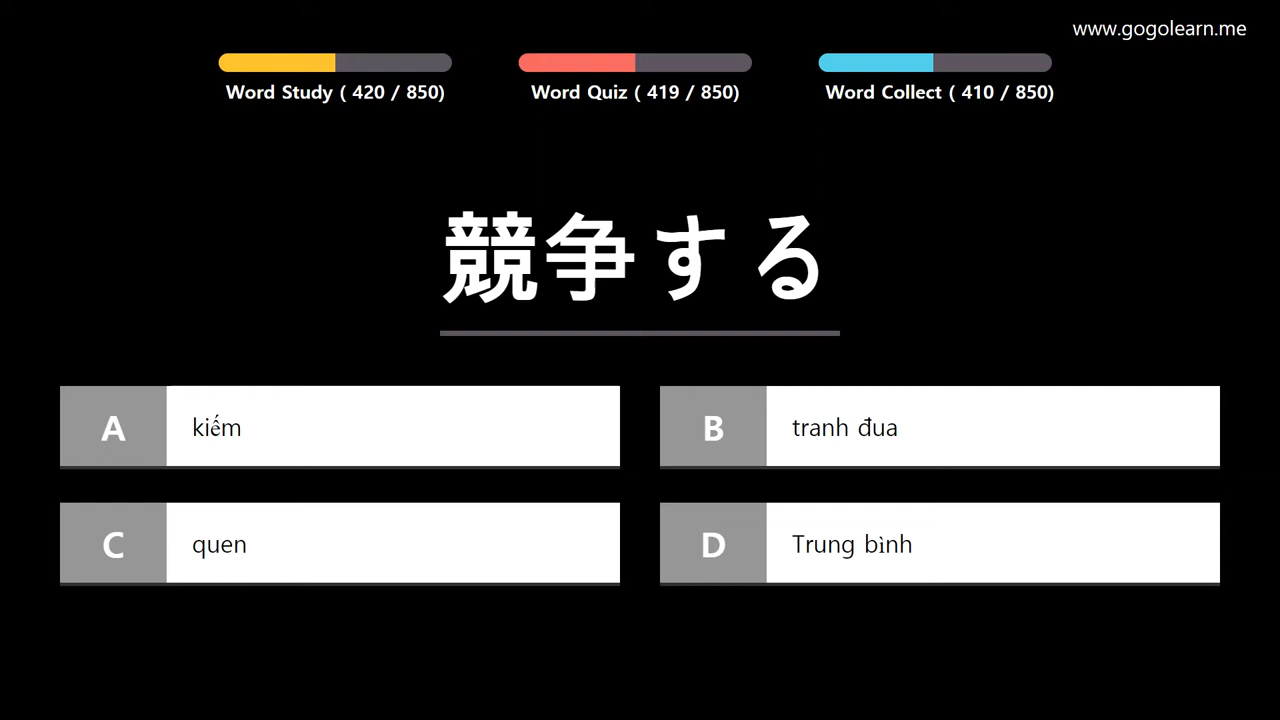 www.gogolearn.me
Word Study ( 420 / 850)
Word Quiz ( 419 / 850)
Word Collect ( 410 / 850)
競争する
A kiếm
B tranh đua
C quen
D Trung bình